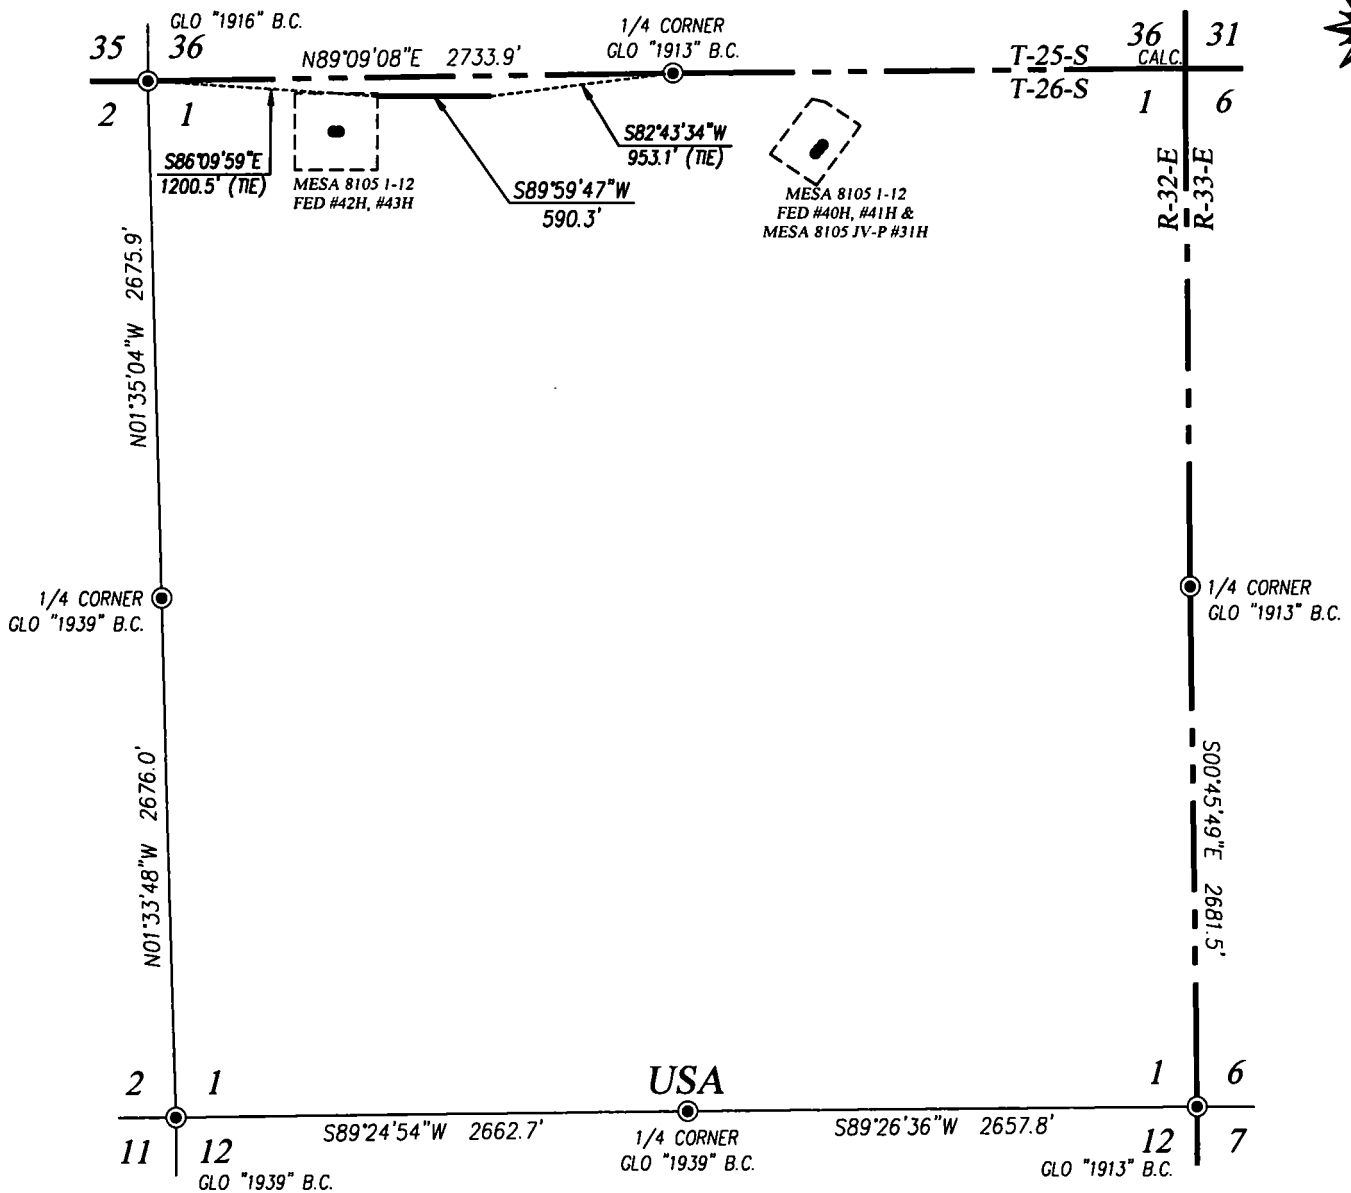 GLO "1916" B.C.
35 36
N89°09'08"E 2733.9'
1/4 CORNER
GLO "1913" B.C.
36 31
CALC.
T-25-S
T-26-S
2 1
1 6
S86°09'59"E
1200.5' (TIE)
MESA 8105 1-12
FED #42H, #43H
S89°59'47"W
590.3'
S82°43'34"W
953.1' (TIE)
MESA 8105 1-12
FED #40H, #41H &
MESA 8105 JV-P #31H
R-32-E
R-33-E
N01°35'04"W 2675.9'
1/4 CORNER
GLO "1939" B.C.
1/4 CORNER
GLO "1913" B.C.
N01°33'48"W 2676.0'
S00°45'49"E 2681.5'
2 1
USA
1 6
S89°24'54"W 2662.7'
S89°26'36"W 2657.8'
11 12
GLO "1939" B.C.
1/4 CORNER
GLO "1939" B.C.
12 7
GLO "1913" B.C.